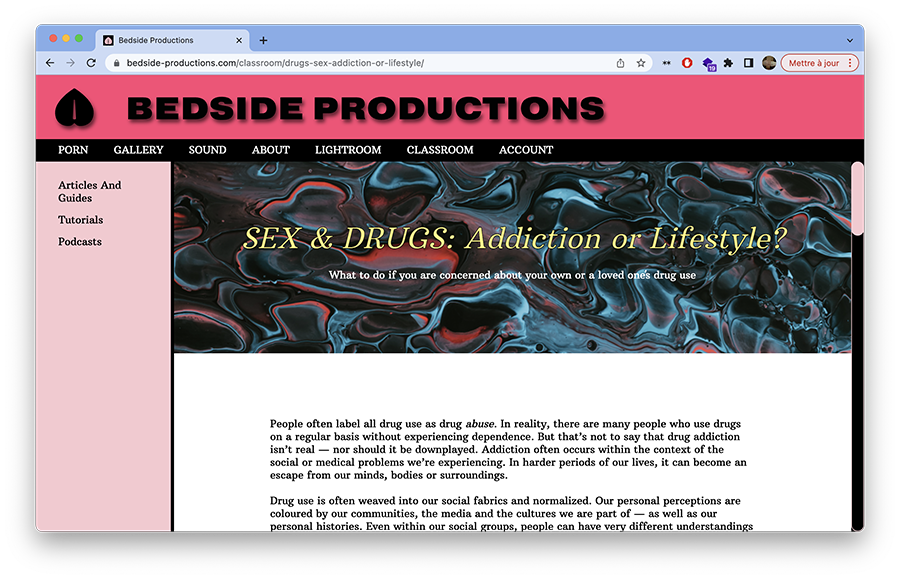 Bedside Productions
bedside-productions.com/classroom/drugs-sex-addiction-or-lifestyle/
19
Mettre à jour
BEDSIDE PRODUCTIONS
PORN GALLERY SOUND ABOUT LIGHTROOM CLASSROOM ACCOUNT
Articles And
Guides
Tutorials
Podcasts
SEX & DRUGS: Addiction or Lifestyle?
What to do if you are concerned about your own or a loved ones drug use
People often label all drug use as drug abuse. In reality, there are many people who use drugs
on a regular basis without experiencing dependence. But that's not to say that drug addiction
isn't real — nor should it be downplayed. Addiction often occurs within the context of the
social or medical problems we're experiencing. In harder periods of our lives, it can become an
escape from our minds, bodies or surroundings.
Drug use is often weaved into our social fabrics and normalized. Our personal perceptions are
coloured by our communities, the media and the cultures we are part of — as well as our
personal histories. Even within our social groups, people can have very different understandings